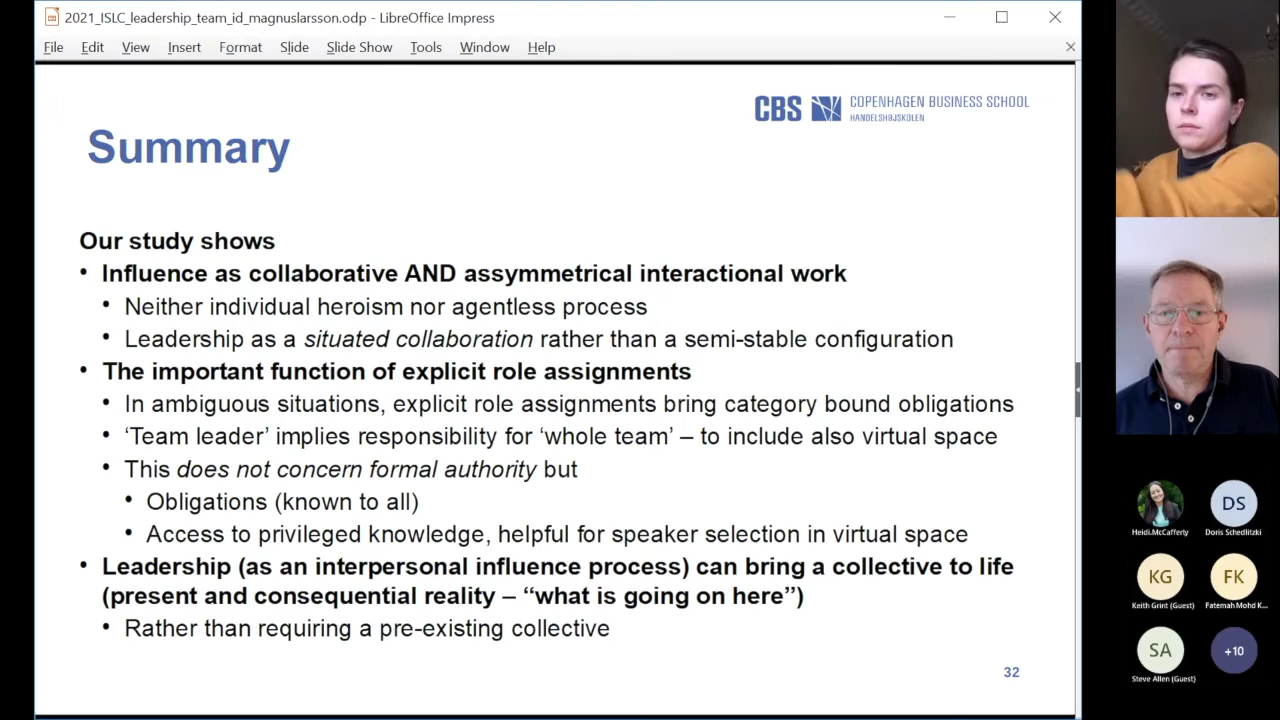 2021_ISLC_leadership_team_id_magnuslarsson.odp - LibreOffice Impress
File Edit View Insert Format Slide Slide Show Tools Window Help
CBS COPENHAGEN BUSINESS SCHOOL
HANDELSHØJSKOLEN
Summary
Our study shows
• Influence as collaborative AND assymmetrical interactional work
• Neither individual heroism nor agentless process
• Leadership as a situated collaboration rather than a semi-stable configuration
• The important function of explicit role assignments
• In ambiguous situations, explicit role assignments bring category bound obligations
• ‘Team leader’ implies responsibility for ‘whole team’ – to include also virtual space
• This does not concern formal authority but
• Obligations (known to all)
• Access to privileged knowledge, helpful for speaker selection in virtual space
• Leadership (as an interpersonal influence process) can bring a collective to life
(present and consequential reality – “what is going on here”)
• Rather than requiring a pre-existing collective
32
DS
Heidi.McCafferty Doris Schedlitzki
KG FK
Keith Grint (Guest) Fatemah Mohd K...
SA +10
Steve Allen (Guest)